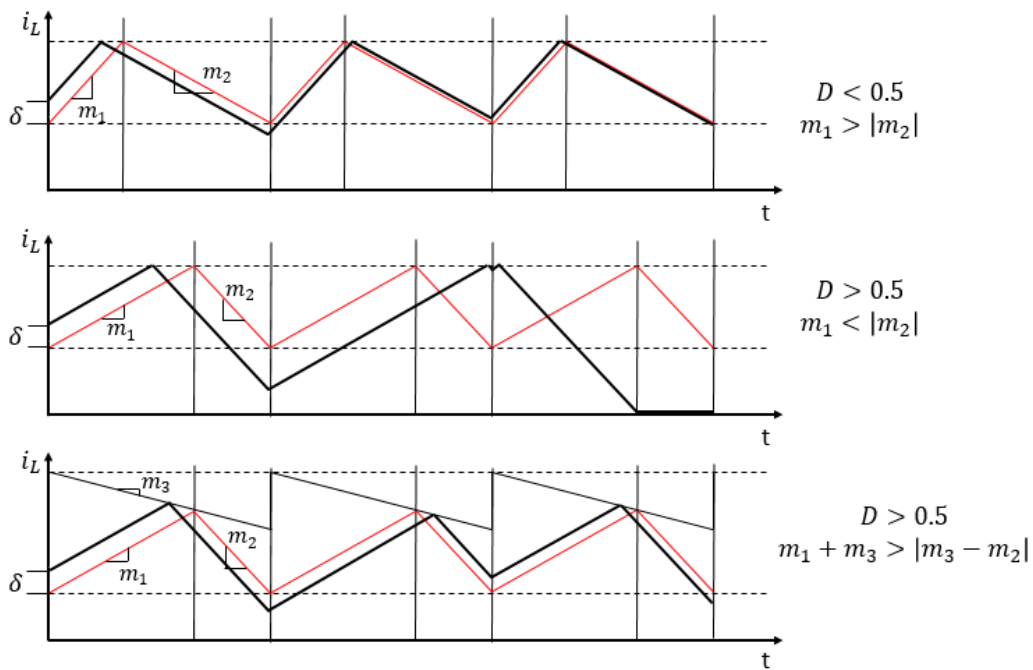 i_L
m_2
m_1
δ
t
D < 0.5
m_1 > |m_2|
i_L
m_2
m_1
δ
t
D > 0.5
m_1 < |m_2|
i_L
m_3
m_2
m_1
δ
t
D > 0.5
m_1 + m_3 > |m_3 − m_2|